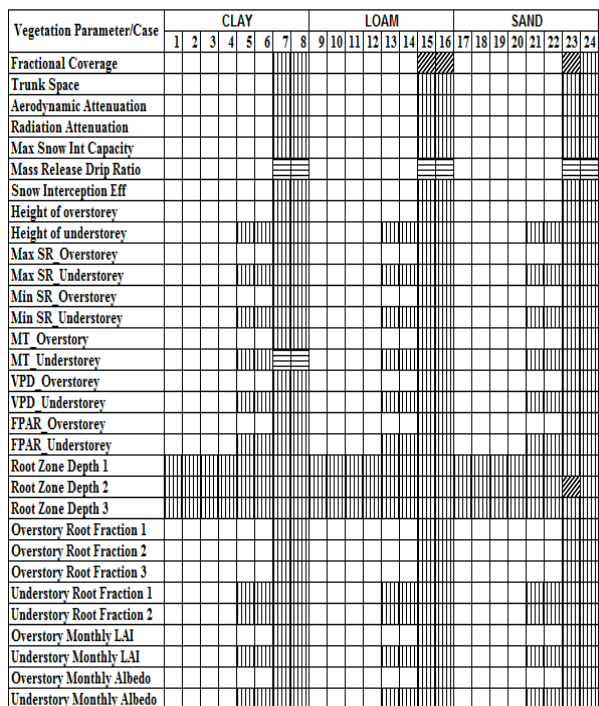 Vegetation Parameter/Case CLAY LOAM SAND
1 2 3 4 5 6 7 8 9 10 11 12 13 14 15 16 17 18 19 20 21 22 23 24
Fractional Coverage
Trunk Space
Aerodynamic Attenuation
Radiation Attenuation
Max Snow Int Capacity
Mass Release Drip Ratio
Snow Interception Eff
Height of overstorey
Height of understorey
Max SR_Overstorey
Max SR_Understorey
Min SR_Overstorey
Min SR_Understorey
MT_Overstory
MT_Understorey
VPD_Overstorey
VPD_Understorey
FPAR_Overstorey
FPAR_Understorey
Root Zone Depth 1
Root Zone Depth 2
Root Zone Depth 3
Overstory Root Fraction 1
Overstory Root Fraction 2
Overstory Root Fraction 3
Understory Root Fraction 1
Understory Root Fraction 2
Overstory Monthly LAI
Understory Monthly LAI
Overstory Monthly Albedo
Understory Monthly Albedo